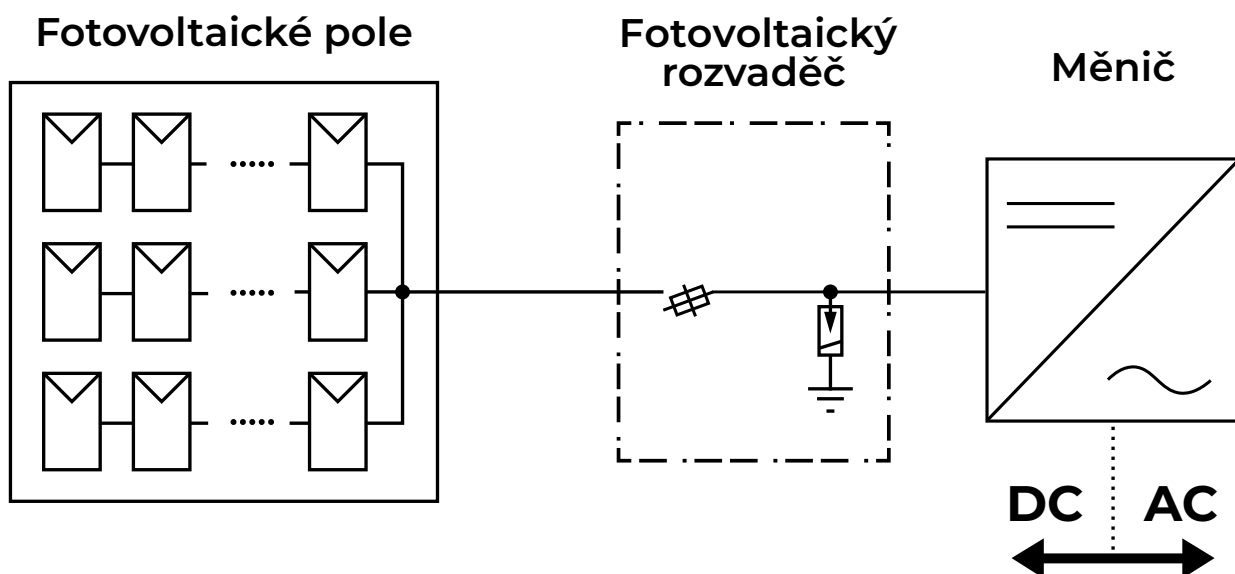 Fotovoltaické pole
Fotovoltaický
rozvaděč
Měnič
DC
AC